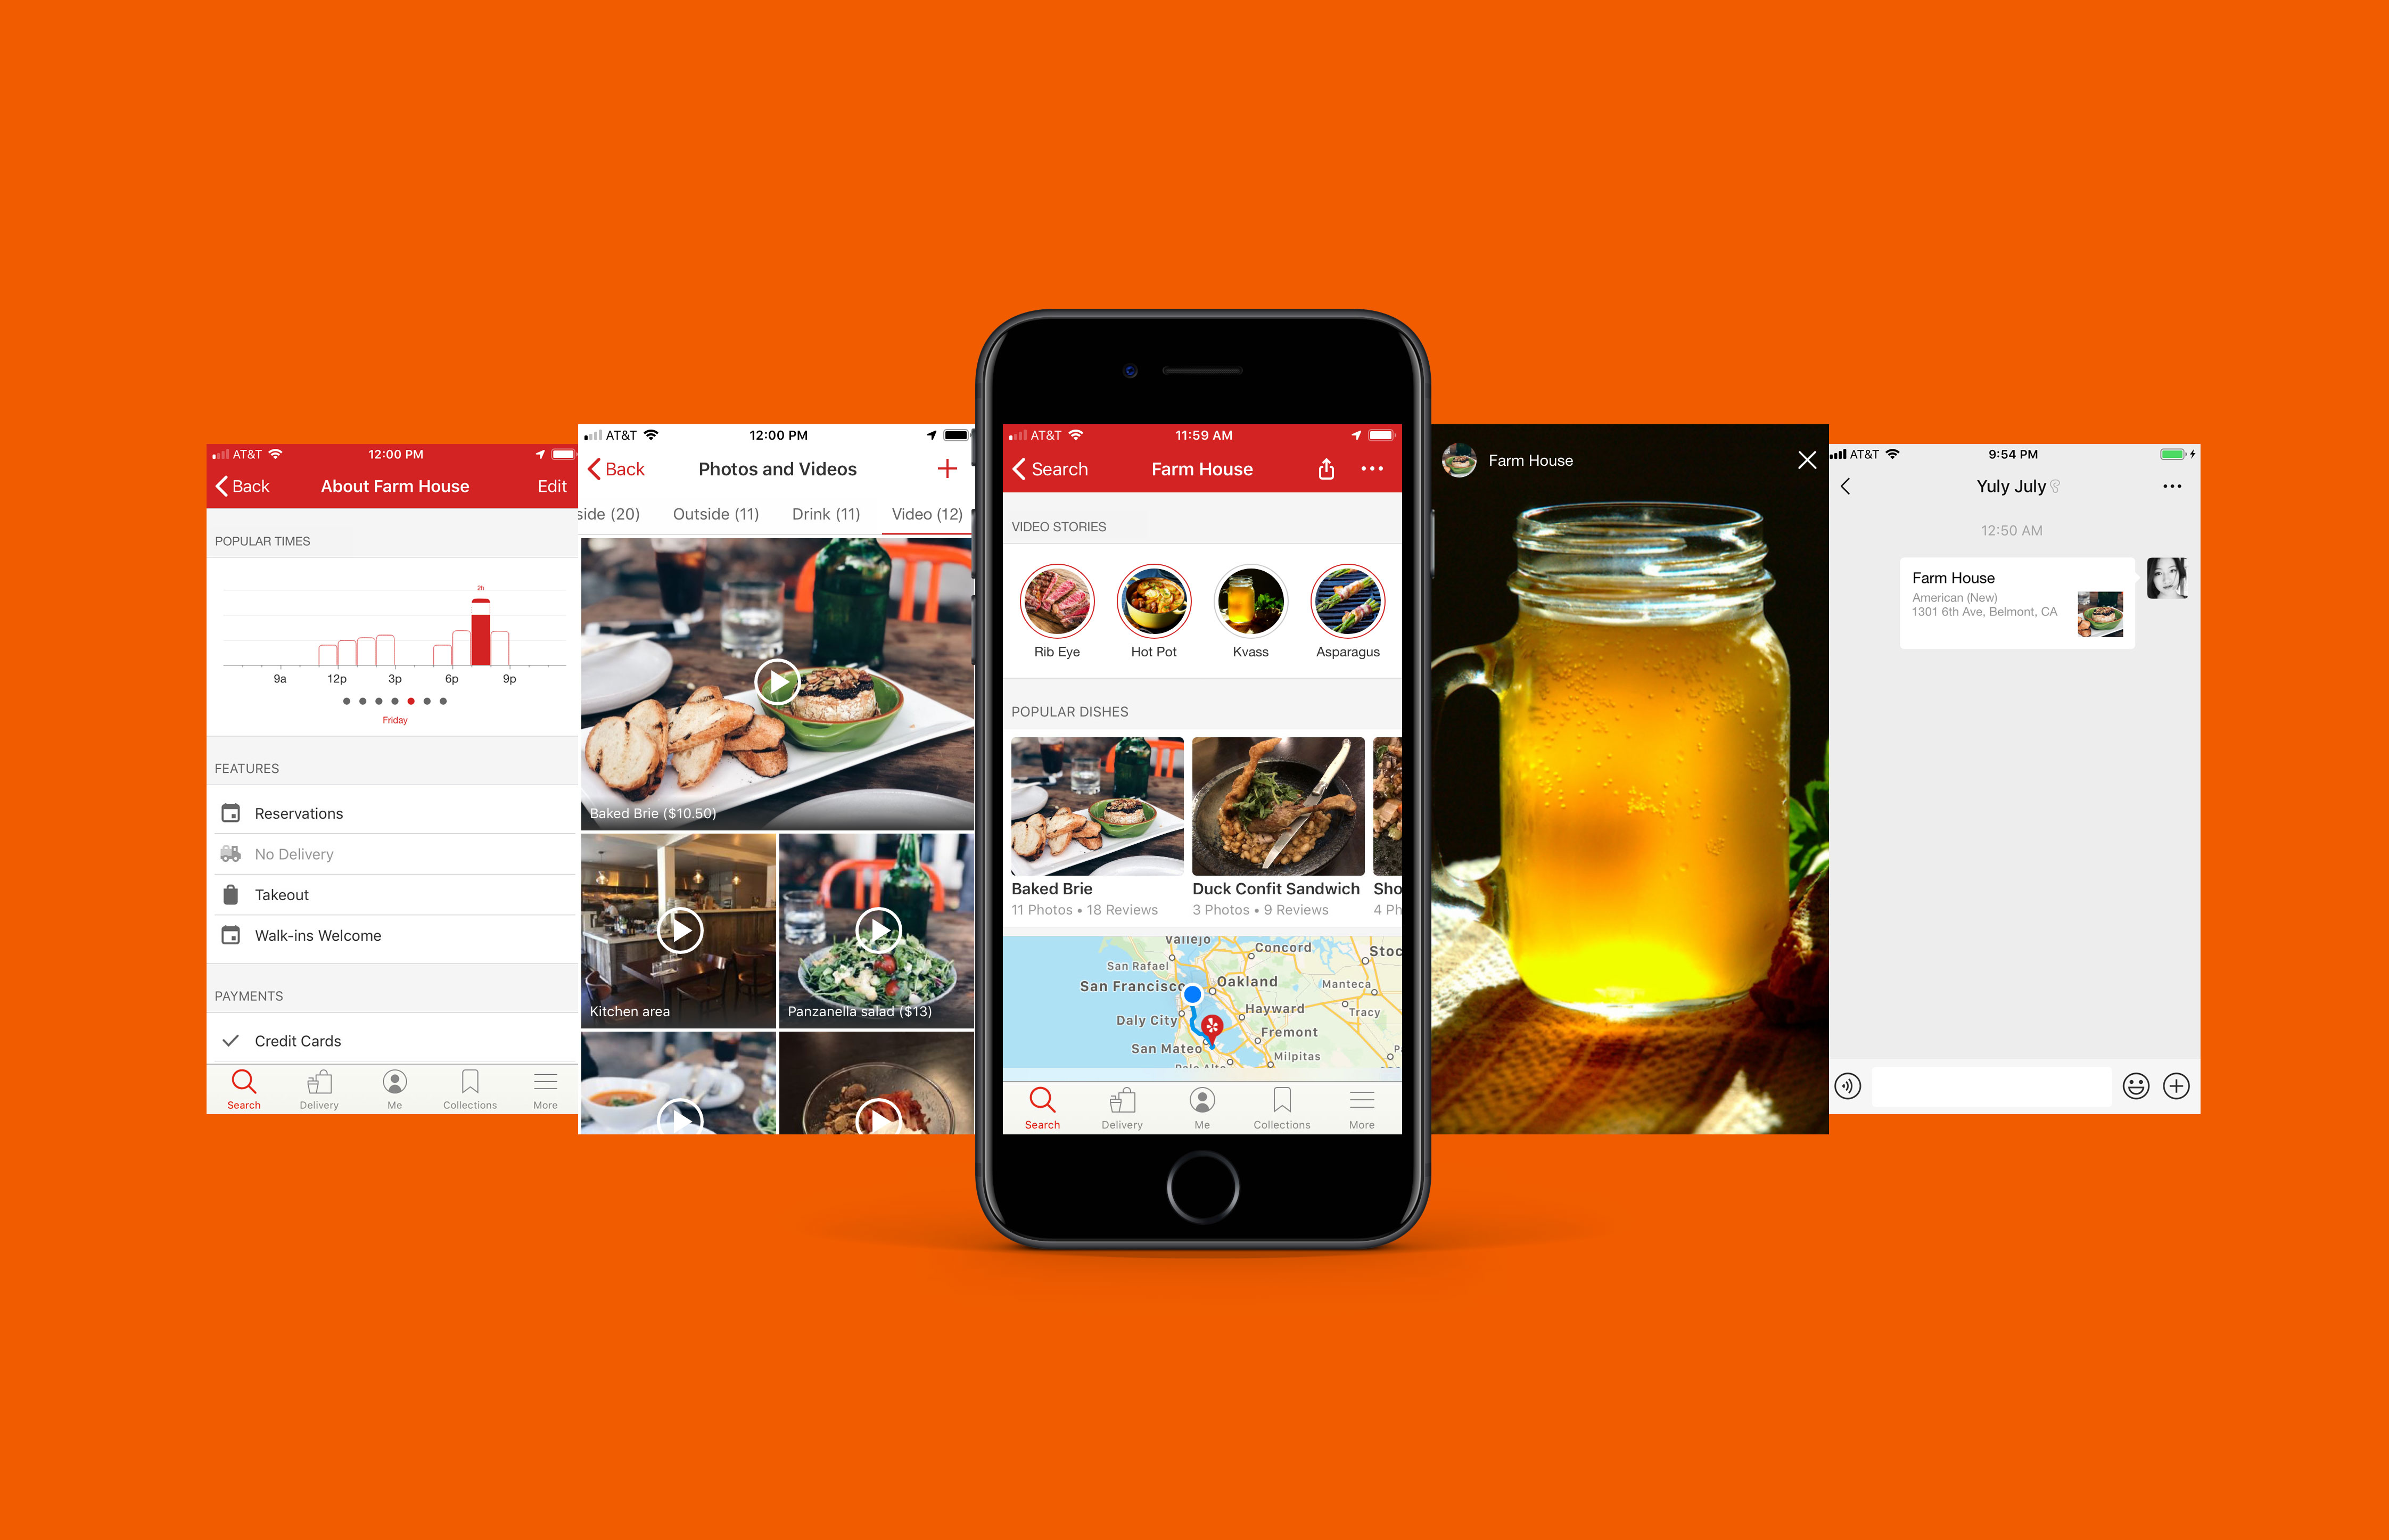 AT&T
12:00 PM
Back
About Farm House
Edit
POPULAR TIMES
2h
9a
12p
3p
6p
9p
Friday
FEATURES
Reservations
No Delivery
Takeout
Walk-ins Welcome
PAYMENTS
Credit Cards
Search
Delivery
Me
Collections
More
AT&T
12:00 PM
Back
Photos and Videos
side (20)
Outside (11)
Drink (11)
Video (12)
Baked Brie ($10.50)
Kitchen area
Panzanella salad ($13)
AT&T
11:59 AM
Search
Farm House
VIDEO STORIES
Rib Eye
Hot Pot
Kvass
Asparagus
POPULAR DISHES
Baked Brie
11 Photos • 18 Reviews
Duck Confit Sandwich
3 Photos • 9 Reviews
Sho
4 Ph
Vallejo
Concord
Stoc
San Rafael
San Francisco
Oakland
Manteca
Daly City
Hayward
Tracy
Fremont
San Mateo
Milpitas
Palo Alto
Search
Delivery
Me
Collections
More
Farm House
AT&T
9:54 PM
Yuly July
12:50 AM
Farm House
American (New)
1301 6th Ave, Belmont, CA